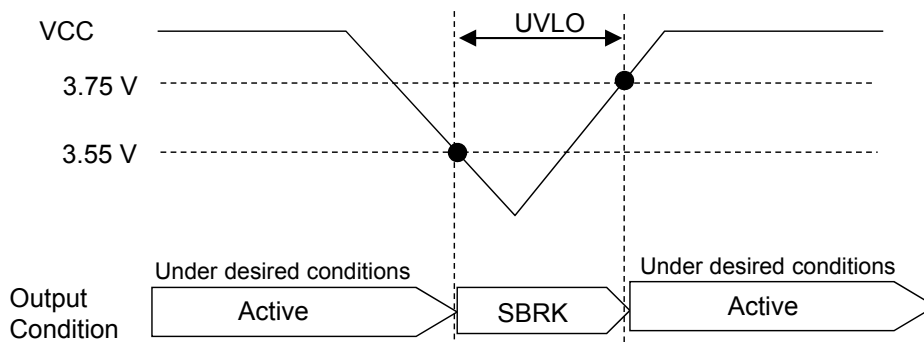 UVLO
VCC
3.75 V
3.55 V
Under desired conditions
Under desired conditions
Output
Condition
Active
SBRK
Active